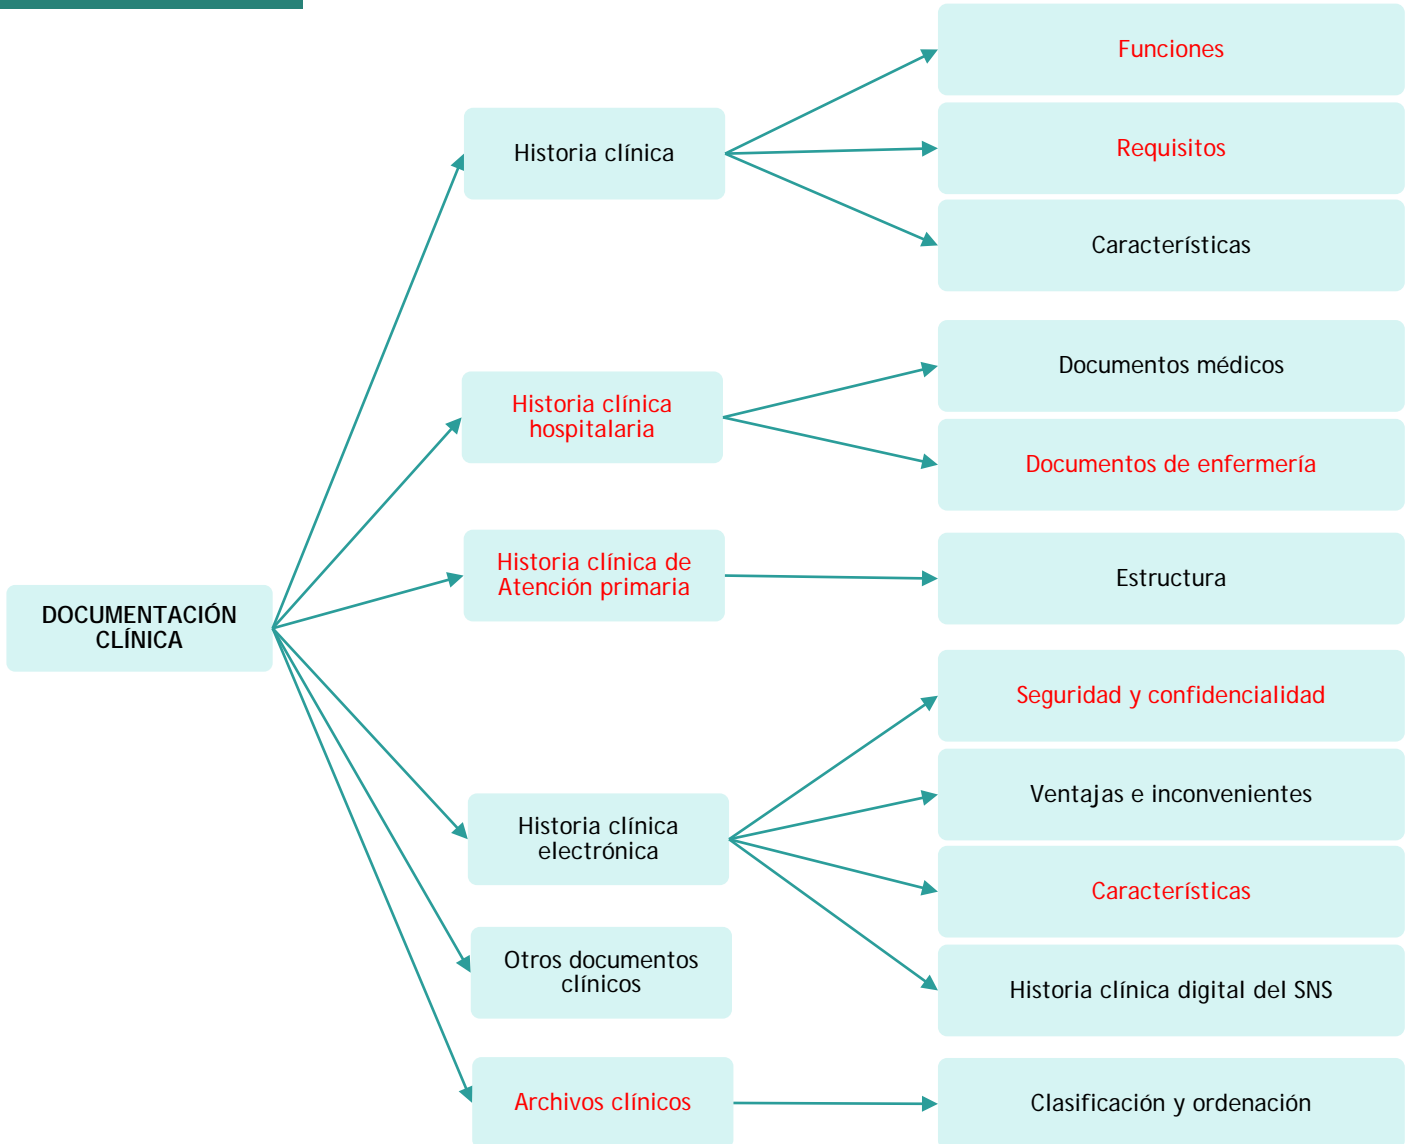 Funciones
Historia clínica
Requisitos
Características
Documentos médicos
Historia clínica
hospitalaria
Documentos de enfermería
Historia clínica de
Atención primaria
Estructura
DOCUMENTACIÓN
CLÍNICA
Seguridad y confidencialidad
Ventajas e inconvenientes
Historia clínica
electrónica
Características
Otros documentos
clínicos
Historia clínica digital del SNS
Archivos clínicos
Clasificación y ordenación